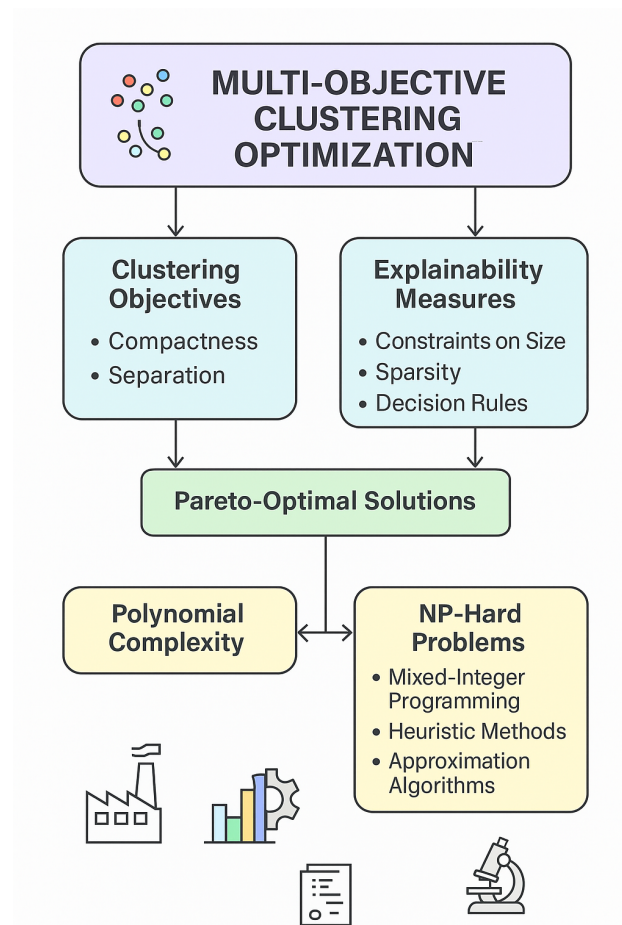 MULTI-OBJECTIVE
CLUSTERING
OPTIMIZATION
Clustering
Objectives
• Compactness
• Separation
Explainability
Measures
• Constraints on Size
• Sparsity
• Decision Rules
Pareto-Optimal Solutions
Polynomial
Complexity
NP-Hard
Problems
• Mixed-Integer
Programming
• Heuristic Methods
• Approximation
Algorithms